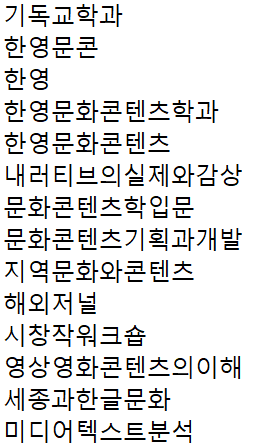 기독교학과
한영문콘
한영
한영문화콘텐츠학과
한영문화콘텐츠
내러티브의실제와감상
문화콘텐츠학입문
문화콘텐츠기획과개발
지역문화와콘텐츠
해외저널
시창작워크숍
영상영화콘텐츠의이해
세종과한글문화
미디어텍스트분석